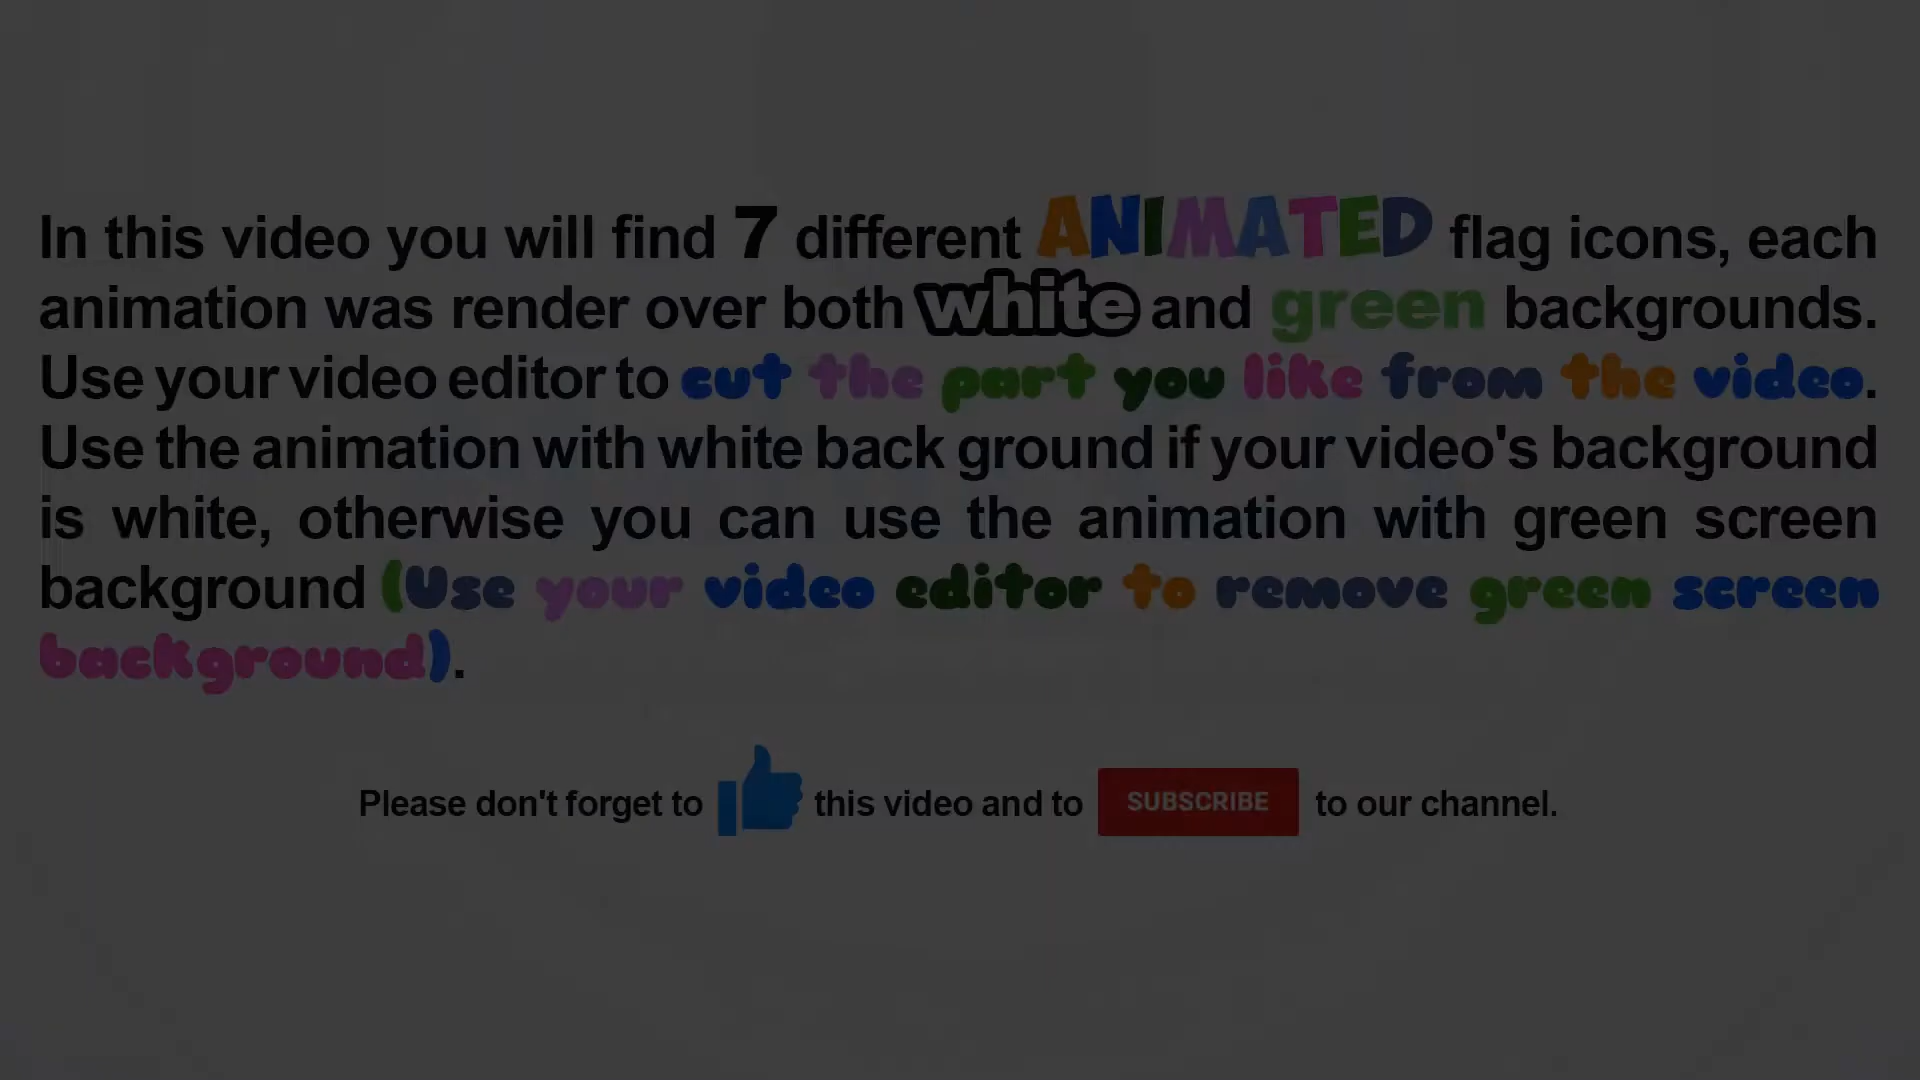 In this video you will find 7 different ANIMATED flag icons, each
animation was render over both white and green backgrounds.
Use your video editor to cut the part you like from the video.
Use the animation with white back ground if your video's background
is white, otherwise you can use the animation with green screen
background (Use your video editor to remove green screen
background).
Please don't forget to this video and to SUBSCRIBE to our channel.